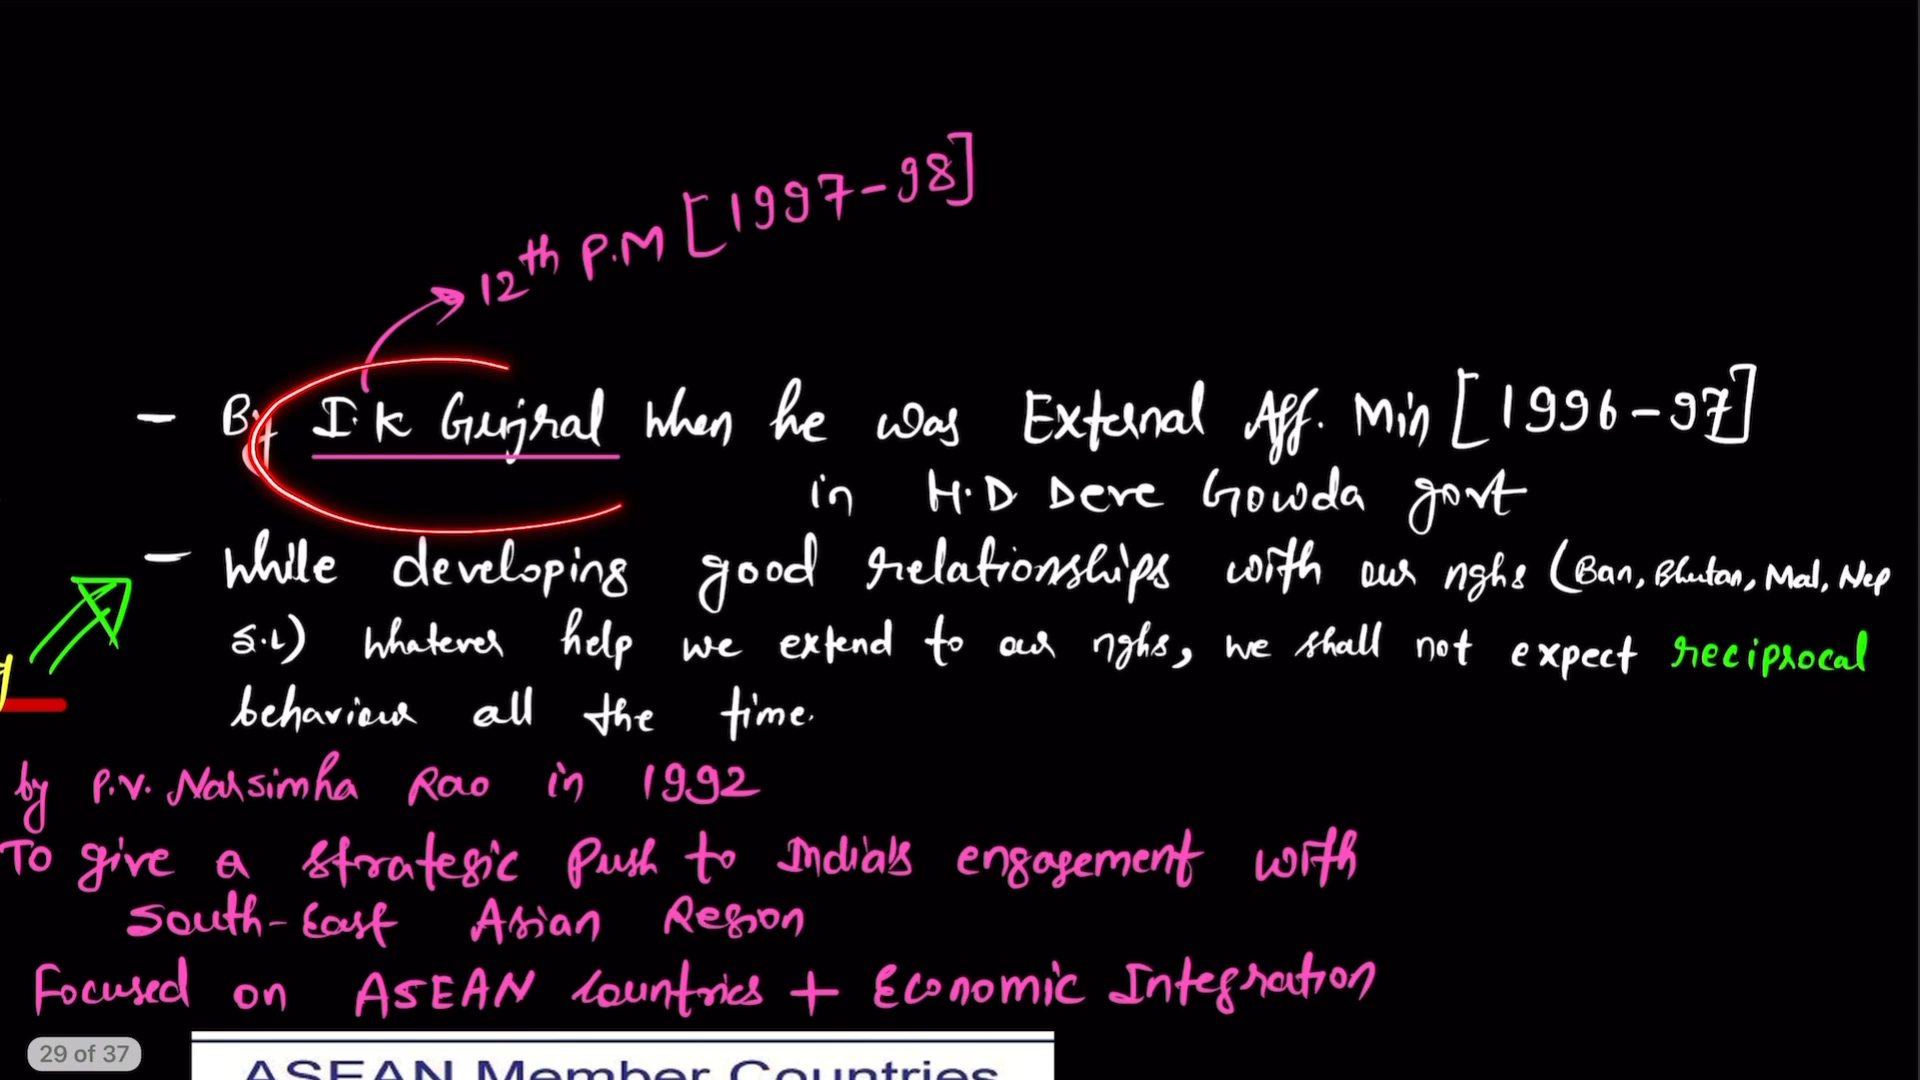 12th P.M [1997-98]
- By I.K Gujral when he was External Aff. Min [1996-97]
in H.D Deve Gowda govt
- While developing good relationships with our nghs (Ban, Bhutan, Mal, Nep
S.L) whatever help we extend to our nghs, we shall not expect reciprocal
behaviour all the time.
by P.V. Narsimha Rao in 1992
To give a strategic Push to India's engagement with
South-East Asian Region
Focused on ASEAN Countries + Economic Integration
29 of 37
ASEAN Member Countries